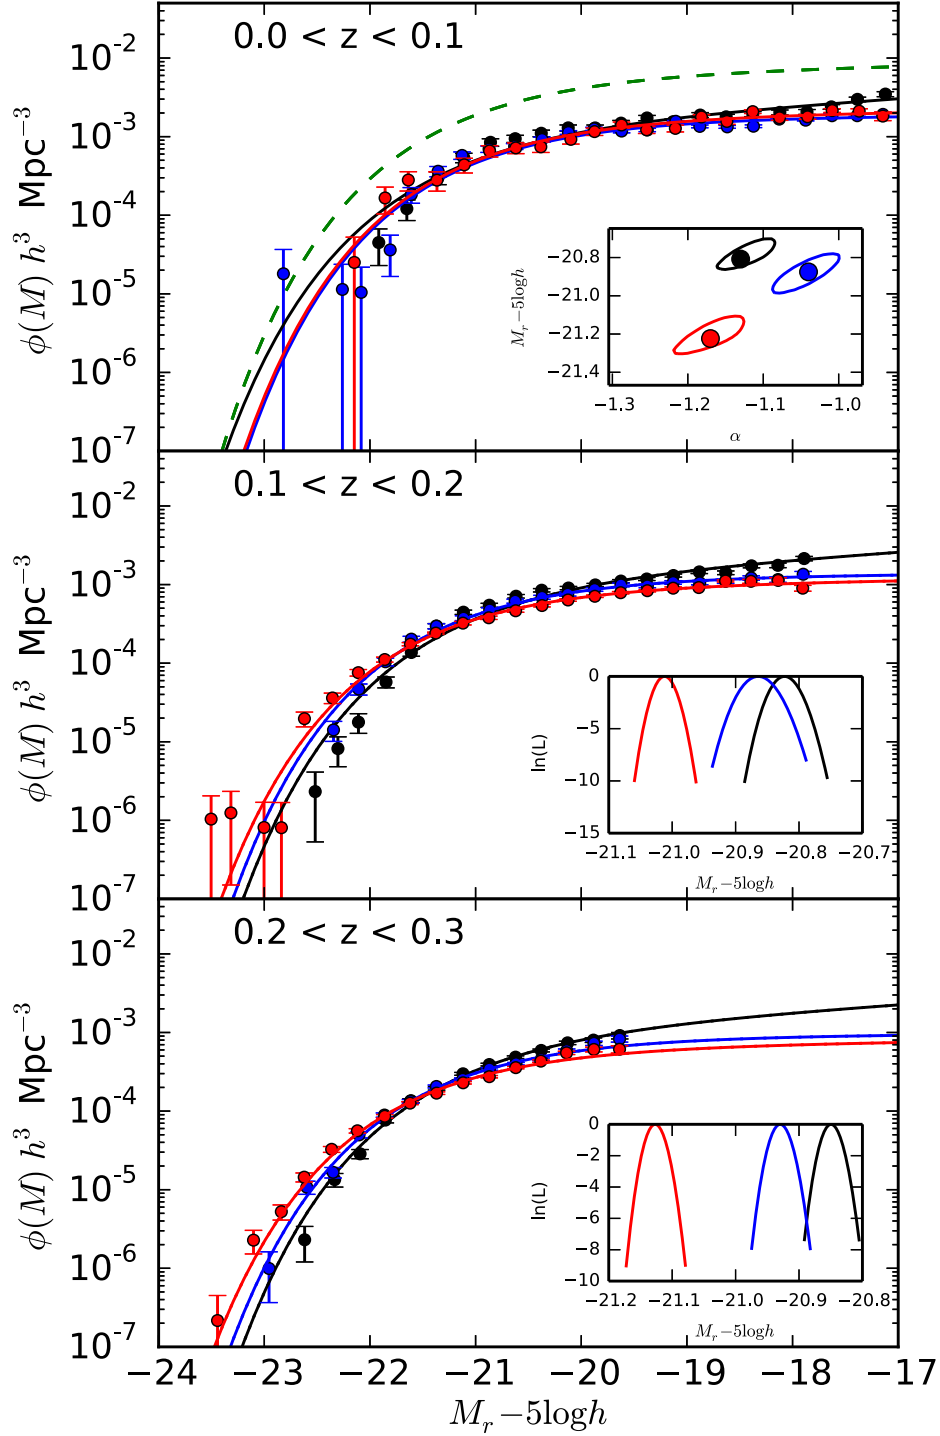 0.0 < z < 0.1
10⁻²
10⁻³
10⁻⁴
10⁻⁵
10⁻⁶
10⁻⁷
ϕ(M) h³ Mpc⁻³
−20.8
−21.0
−21.2
−21.4
M_r−5logh
−1.3 −1.2 −1.1 −1.0
α
0.1 < z < 0.2
10⁻²
10⁻³
10⁻⁴
10⁻⁵
10⁻⁶
10⁻⁷
ϕ(M) h³ Mpc⁻³
0
−5
−10
−15
ln(L)
−21.1 −21.0 −20.9 −20.8 −20.7
M_r−5logh
0.2 < z < 0.3
10⁻²
10⁻³
10⁻⁴
10⁻⁵
10⁻⁶
10⁻⁷
ϕ(M) h³ Mpc⁻³
0
−2
−4
−6
−8
−10
ln(L)
−21.2 −21.1 −21.0 −20.9 −20.8
M_r−5logh
−24 −23 −22 −21 −20 −19 −18 −17
M_r−5logh